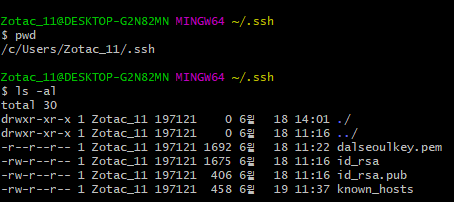 Zotac_11@DESKTOP-G2N82MN MINGW64 ~/.ssh
$ pwd
/c/Users/Zotac_11/.ssh
Zotac_11@DESKTOP-G2N82MN MINGW64 ~/.ssh
$ ls -al
total 30
drwxr-xr-x 1 Zotac_11 197121    0 6월   18 14:01 ./
drwxr-xr-x 1 Zotac_11 197121    0 6월   18 11:16 ../
-r--r--r-- 1 Zotac_11 197121 1692 6월   18 11:22 dalseoulkey.pem
-rw-r--r-- 1 Zotac_11 197121 1675 6월   18 11:16 id_rsa
-rw-r--r-- 1 Zotac_11 197121  406 6월   18 11:16 id_rsa.pub
-rw-r--r-- 1 Zotac_11 197121  458 6월   19 11:37 known_hosts